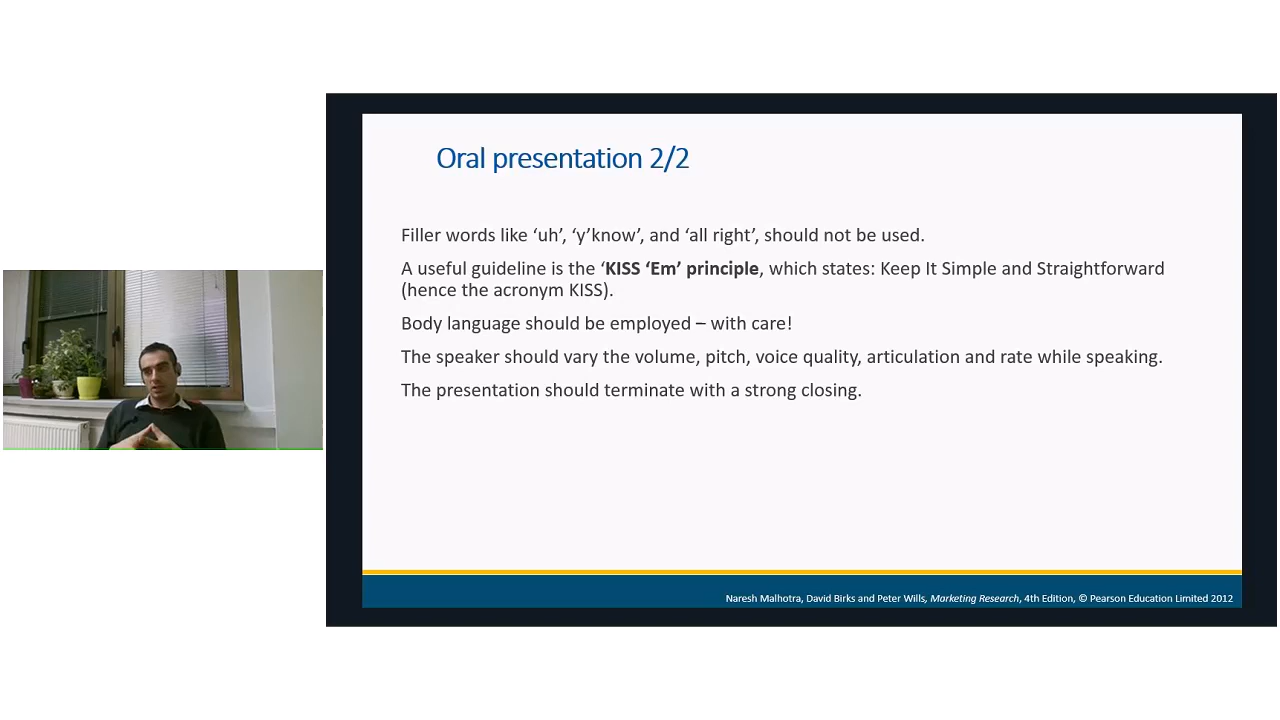 Oral presentation 2/2
Filler words like ‘uh’, ‘y’know’, and ‘all right’, should not be used.
A useful guideline is the ‘KISS ‘Em’ principle, which states: Keep It Simple and Straightforward
(hence the acronym KISS).
Body language should be employed – with care!
The speaker should vary the volume, pitch, voice quality, articulation and rate while speaking.
The presentation should terminate with a strong closing.
Naresh Malhotra, David Birks and Peter Wills, Marketing Research, 4th Edition, © Pearson Education Limited 2012